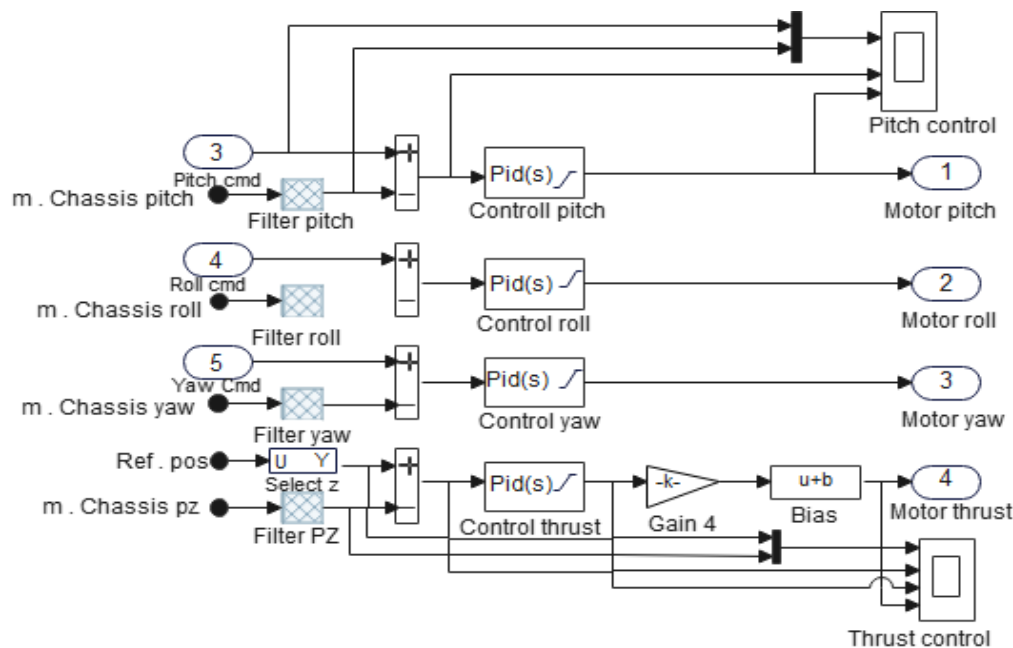 Pitch control
3
+
Pitch cmd
m . Chassis pitch
Filter pitch
−
Pid(s)
Controll pitch
1
Motor pitch
4
+
Roll cmd
m . Chassis roll
Filter roll
−
Pid(s)
Control roll
2
Motor roll
5
+
Yaw Cmd
m . Chassis yaw
Filter yaw
−
Pid(s)
Control yaw
3
Motor yaw
Ref . pos
U Y
Select z
+
m . Chassis pz
Filter PZ
−
Pid(s)
Control thrust
-k-
Gain 4
u+b
Bias
4
Motor thrust
Thrust control